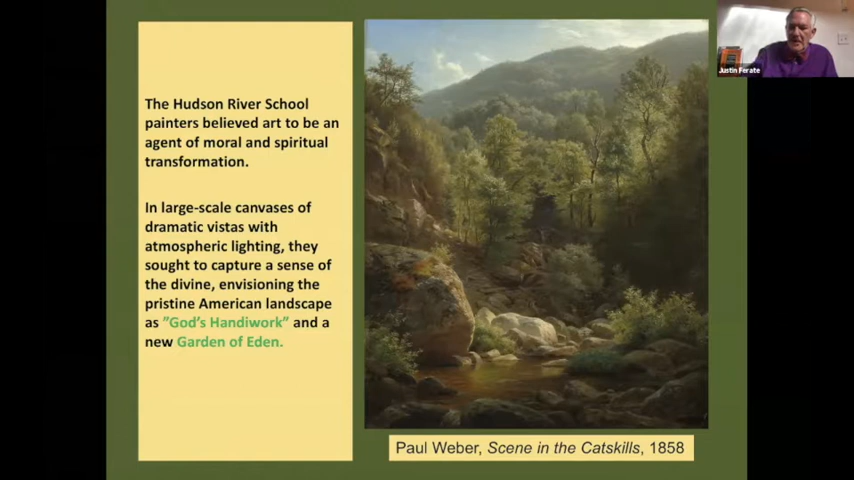 The Hudson River School
painters believed art to be an
agent of moral and spiritual
transformation.
In large-scale canvases of
dramatic vistas with
atmospheric lighting, they
sought to capture a sense of
the divine, envisioning the
pristine American landscape
as ”God’s Handiwork” and a
new Garden of Eden.
Paul Weber, Scene in the Catskills, 1858
Justin Ferate